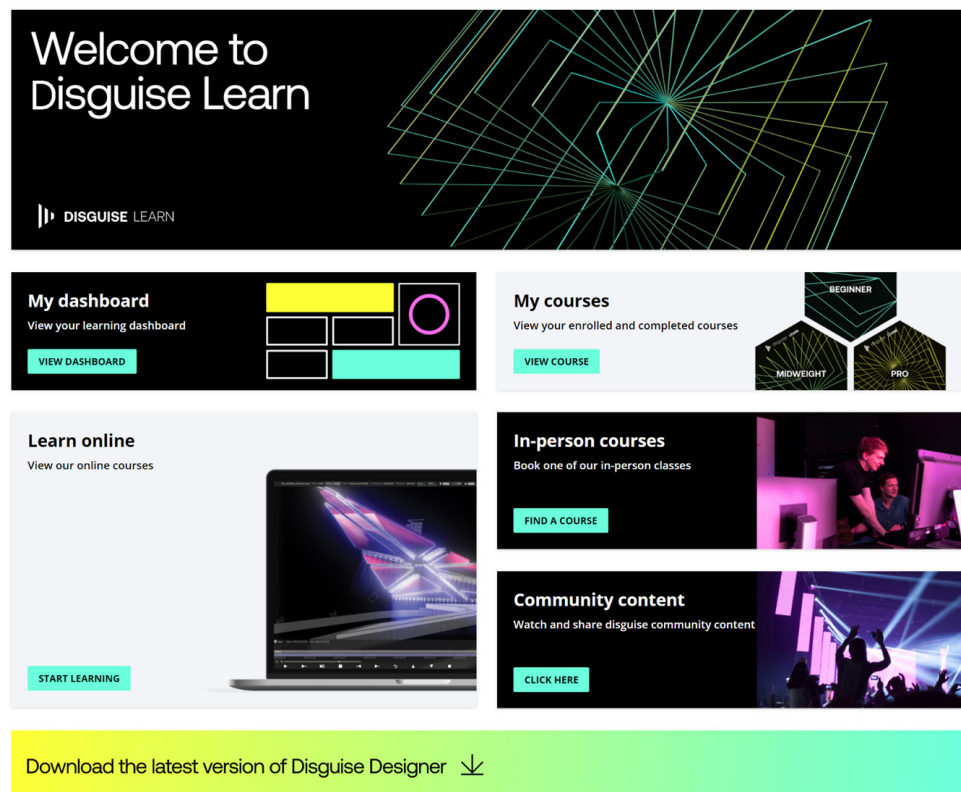 Welcome to
Disguise Learn
DISGUISE LEARN
My dashboard
View your learning dashboard
VIEW DASHBOARD
My courses
View your enrolled and completed courses
VIEW COURSE
BEGINNER
MIDWEIGHT
PRO
Learn online
View our online courses
START LEARNING
In-person courses
Book one of our in-person classes
FIND A COURSE
Community content
Watch and share disguise community content
CLICK HERE
Download the latest version of Disguise Designer